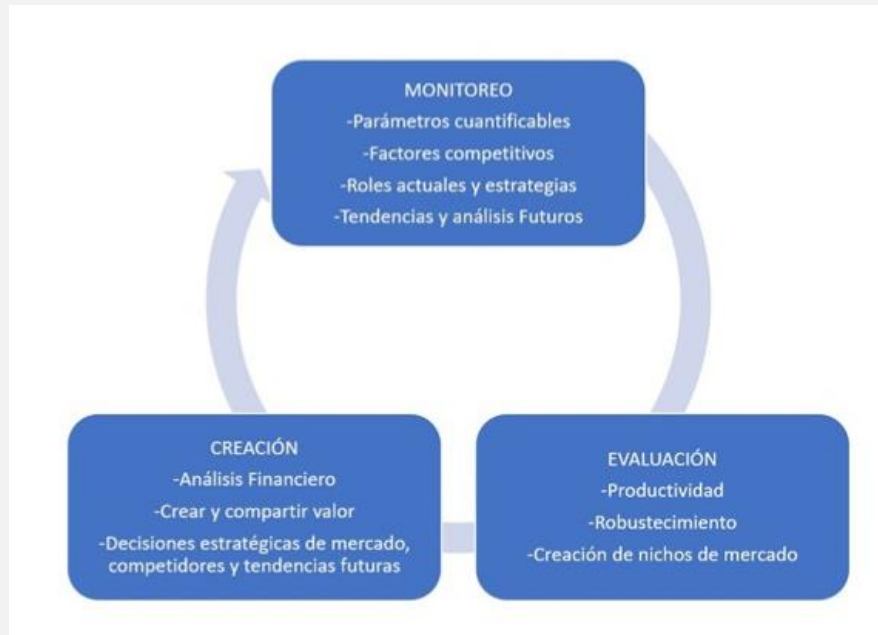 MONITOREO
-Parámetros cuantificables
-Factores competitivos
-Roles actuales y estrategias
-Tendencias y análisis Futuros
CREACIÓN
-Análisis Financiero
-Crear y compartir valor
-Decisiones estratégicas de mercado,
competidores y tendencias futuras
EVALUACIÓN
-Productividad
-Robustecimiento
-Creación de nichos de mercado